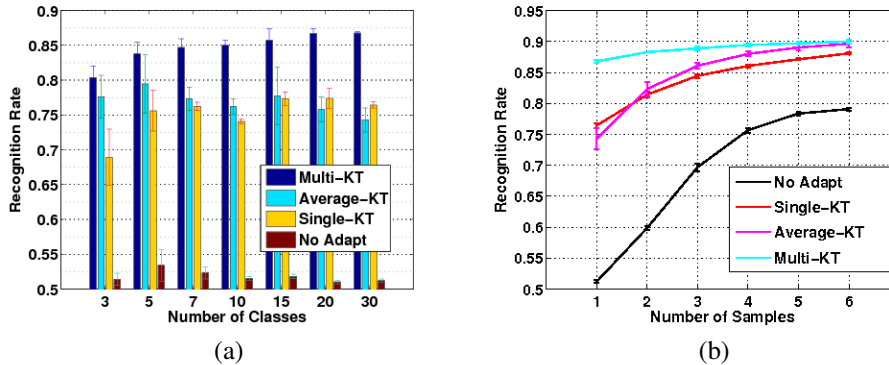 0.9
0.85
0.8
0.75
0.7
0.65
0.6
0.55
0.5
Recognition Rate
Multi-KT
Average-KT
Single-KT
No Adapt
3 5 7 10 15 20 30
Number of Classes
(a)
0.95
0.9
0.85
0.8
0.75
0.7
0.65
0.6
0.55
0.5
Recognition Rate
No Adapt
Single-KT
Average-KT
Multi-KT
1 2 3 4 5 6
Number of Samples
(b)